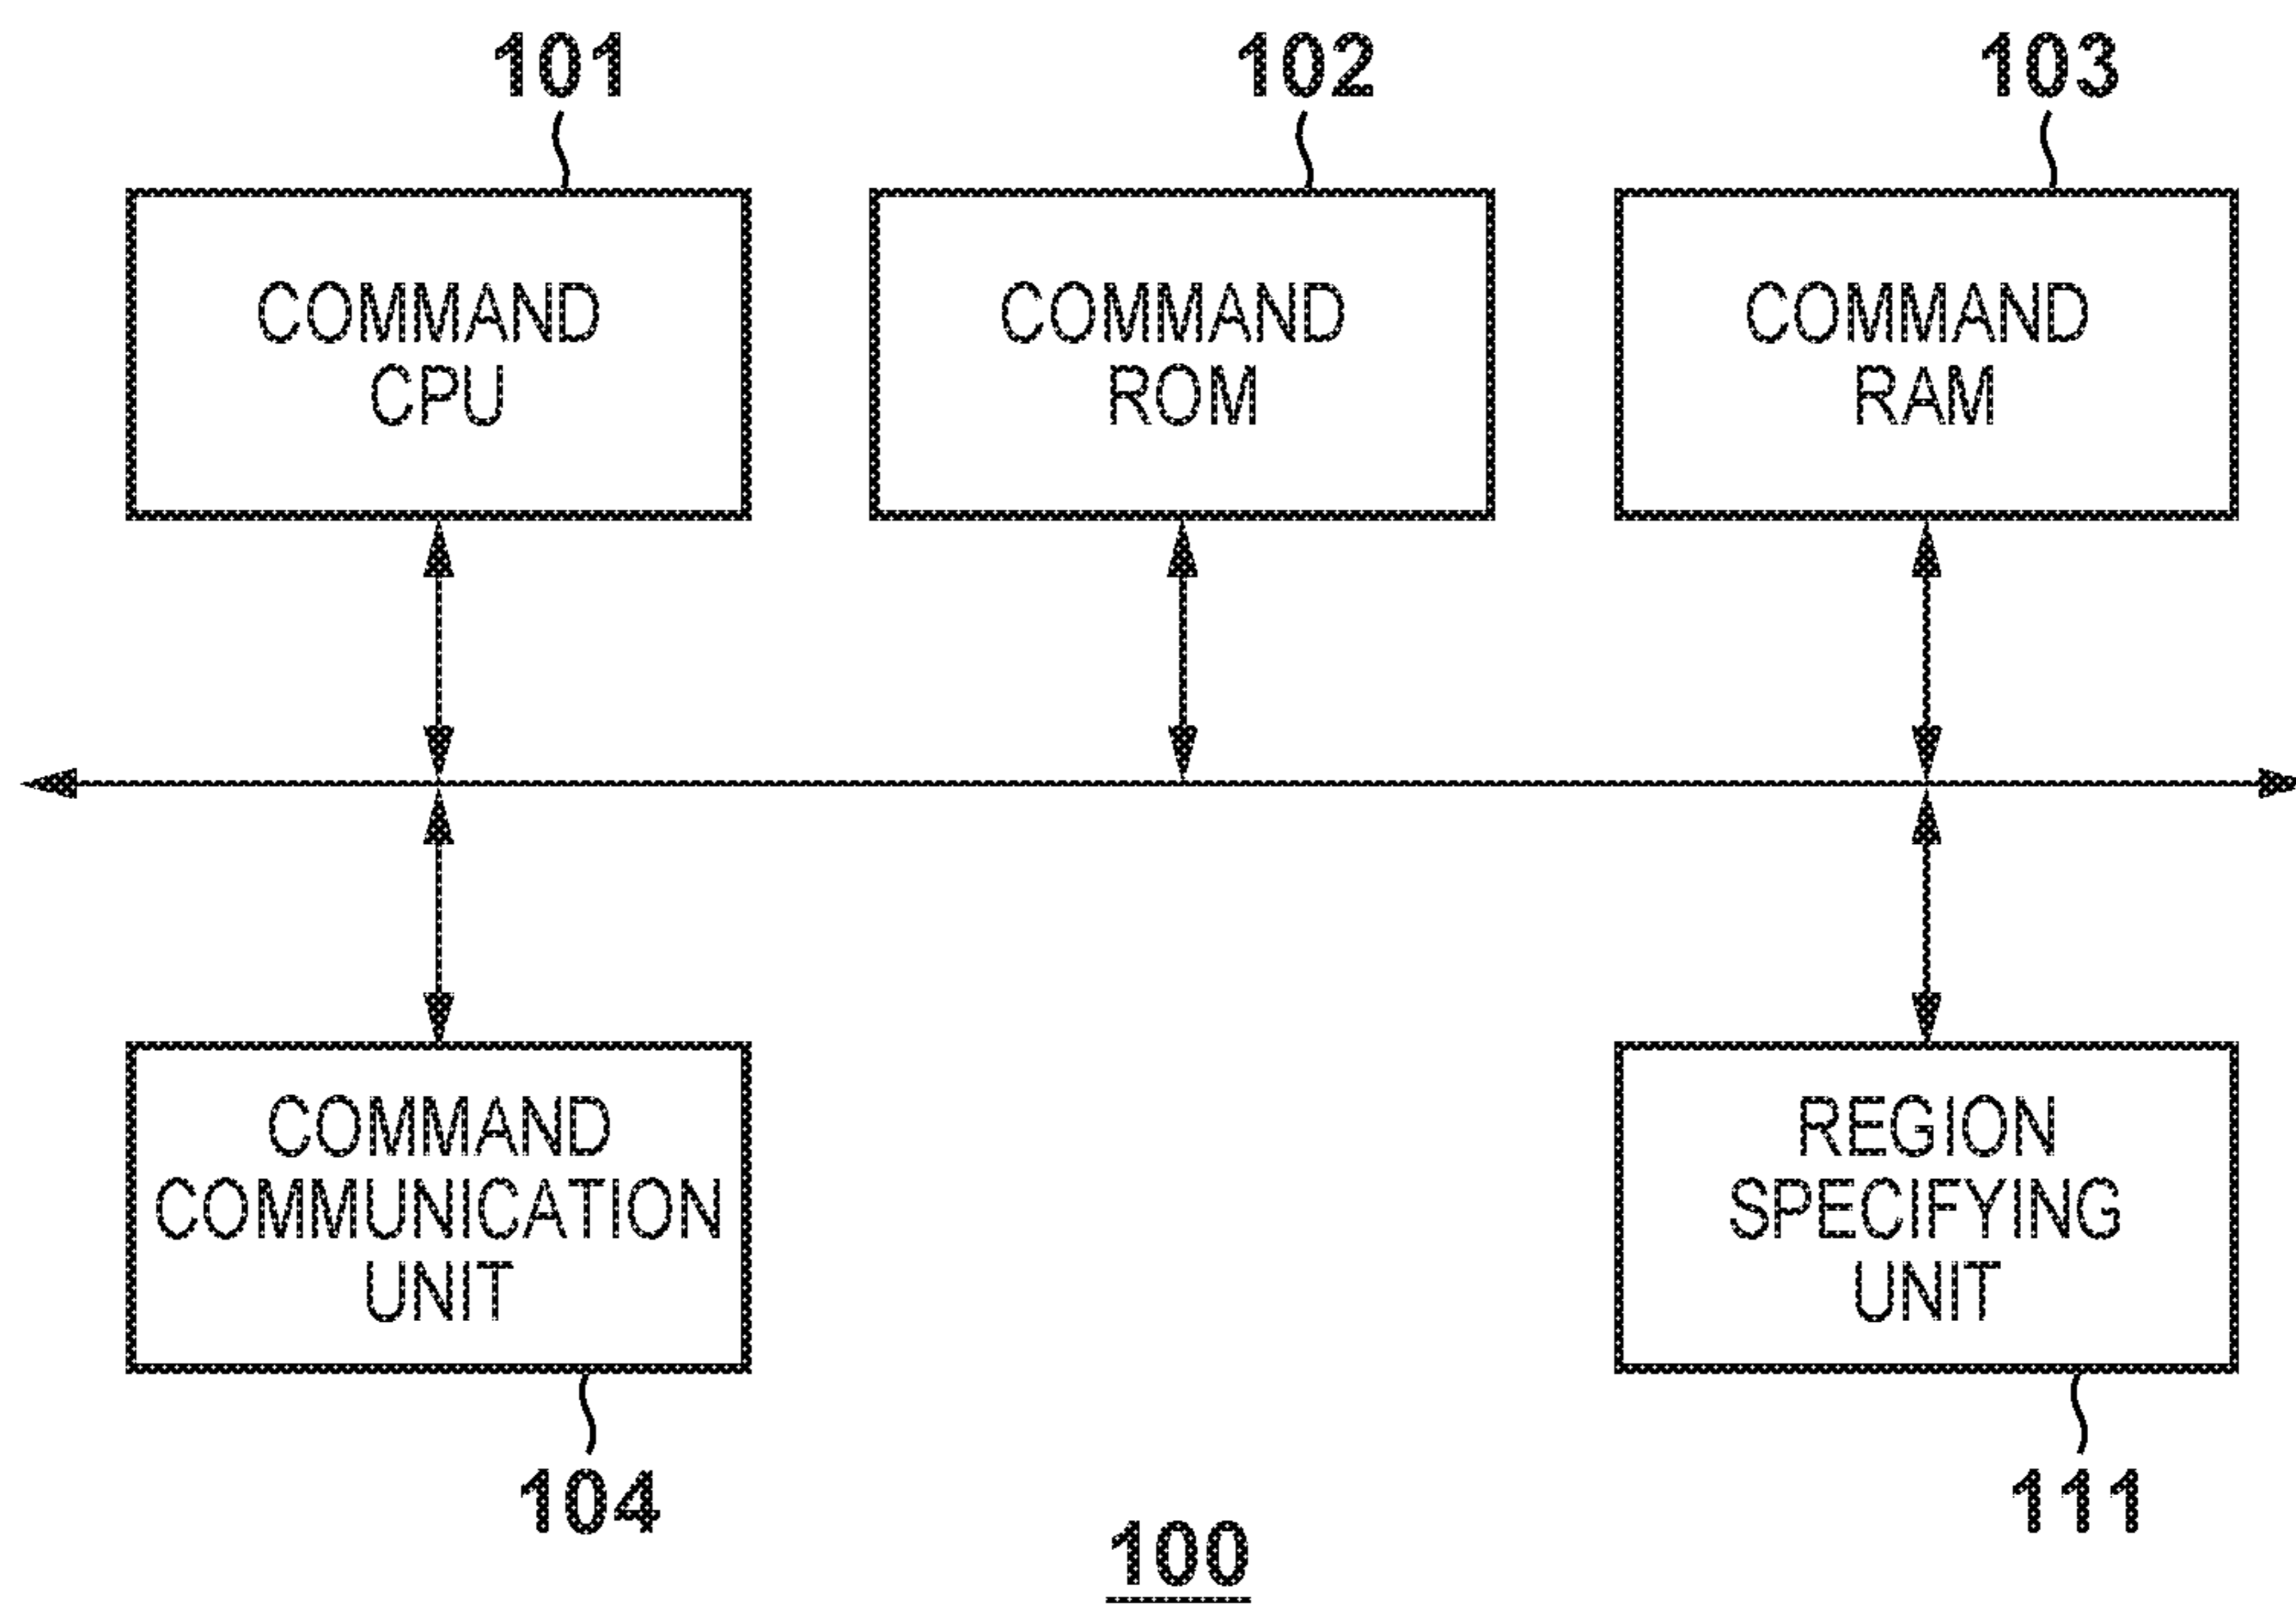 101
102
103
COMMAND
CPU
COMMAND
ROM
COMMAND
RAM
COMMAND
COMMUNICATION
UNIT
REGION
SPECIFYING
UNIT
104
111
100